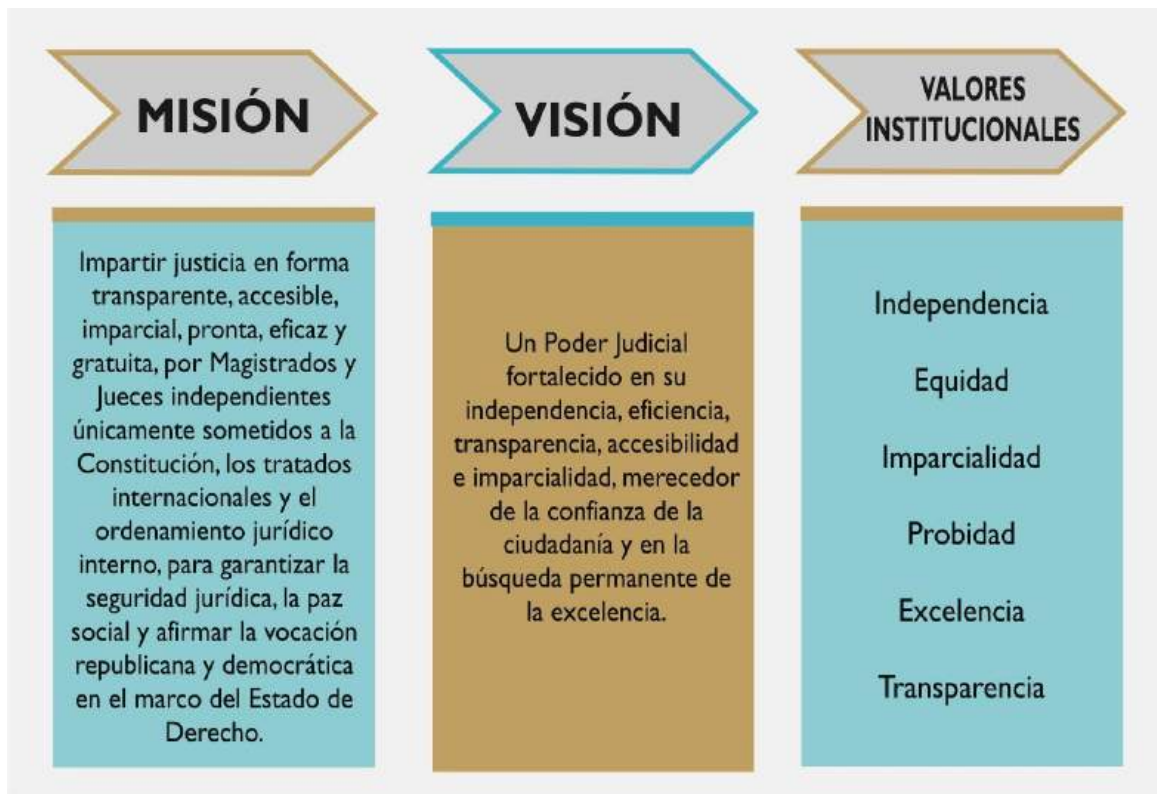 MISIÓN
Impartir justicia en forma
transparente, accesible,
imparcial, pronta, eficaz y
gratuita, por Magistrados y
Jueces independientes
únicamente sometidos a la
Constitución, los tratados
internacionales y el
ordenamiento jurídico
interno, para garantizar la
seguridad jurídica, la paz
social y afirmar la vocación
republicana y democrática
en el marco del Estado de
Derecho.
VISIÓN
Un Poder Judicial
fortalecido en su
independencia, eficiencia,
transparencia, accesibilidad
e imparcialidad, merecedor
de la confianza de la
ciudadanía y en la
búsqueda permanente de
la excelencia.
VALORES
INSTITUCIONALES
Independencia
Equidad
Imparcialidad
Probidad
Excelencia
Transparencia